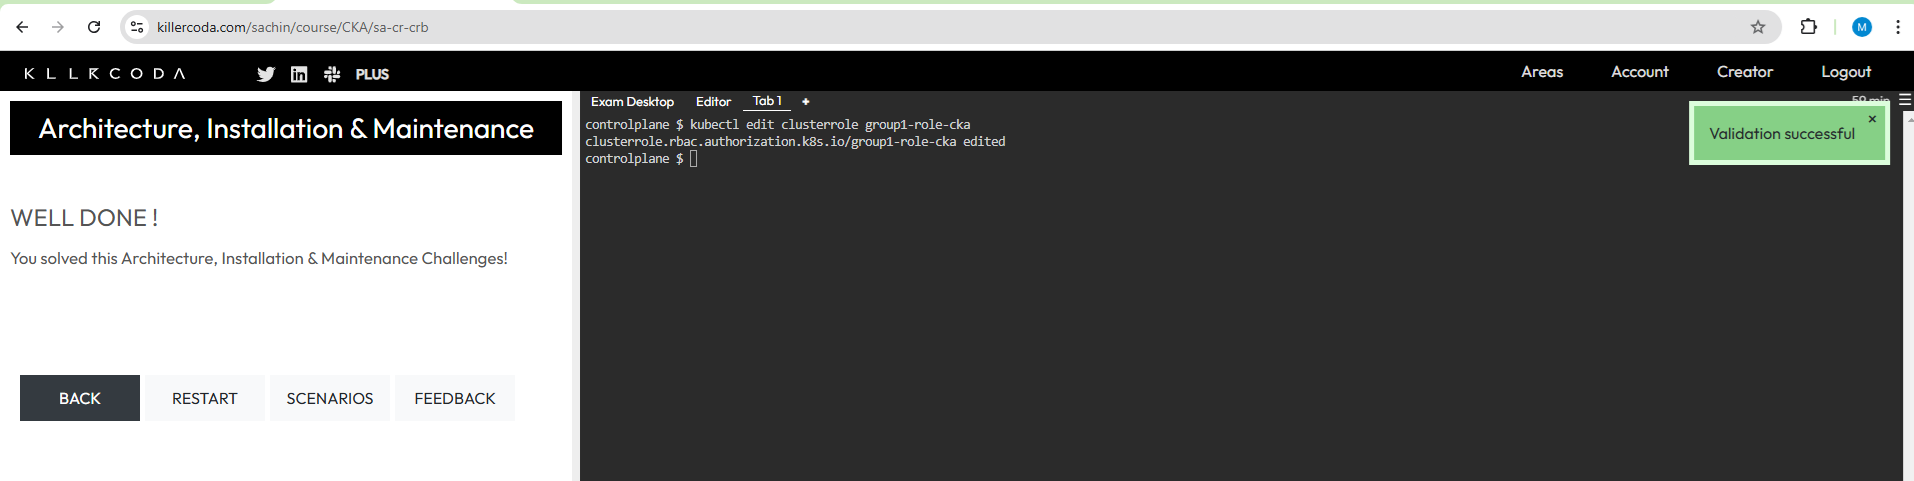 killercoda.com/sachin/course/CKA/sa-cr-crb
M
KILLERCODA
PLUS
Areas
Account
Creator
Logout
Architecture, Installation & Maintenance
Exam Desktop
Editor
Tab 1
+
59 min
controlplane $ kubectl edit clusterrole group1-role-cka
clusterrole.rbac.authorization.k8s.io/group1-role-cka edited
controlplane $
Validation successful
×
WELL DONE !
You solved this Architecture, Installation & Maintenance Challenges!
BACK
RESTART
SCENARIOS
FEEDBACK